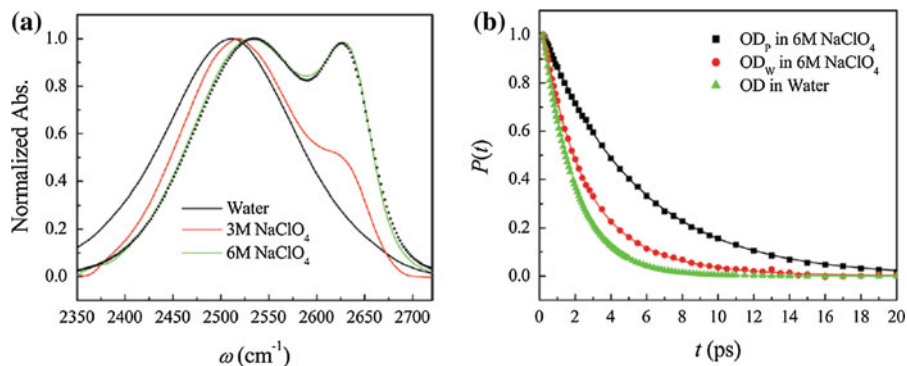 (a)
Normalized Abs.
1.0
0.8
0.6
0.4
0.2
0.0
Water
3M NaClO₄
6M NaClO₄
2350 2400 2450 2500 2550 2600 2650 2700
ω (cm⁻¹)
(b)
P(t)
1.0
0.8
0.6
0.4
0.2
0.0
OD_P in 6M NaClO₄
OD_W in 6M NaClO₄
OD in Water
0 2 4 6 8 10 12 14 16 18 20
t (ps)